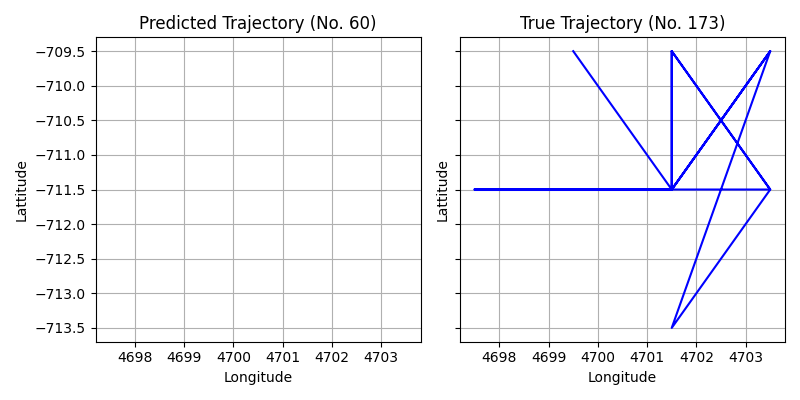 Predicted Trajectory (No. 60)
True Trajectory (No. 173)
Lattitude
−709.5
−710.0
−710.5
−711.0
−711.5
−712.0
−712.5
−713.0
−713.5
4698 4699 4700 4701 4702 4703
Longitude
Lattitude
4698 4699 4700 4701 4702 4703
Longitude